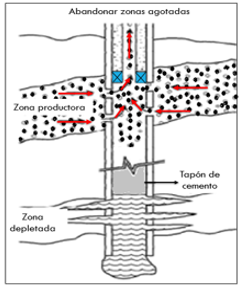 Abandonar zonas agotadas
Zona productora
Tapón de
cemento
Zona
depletada